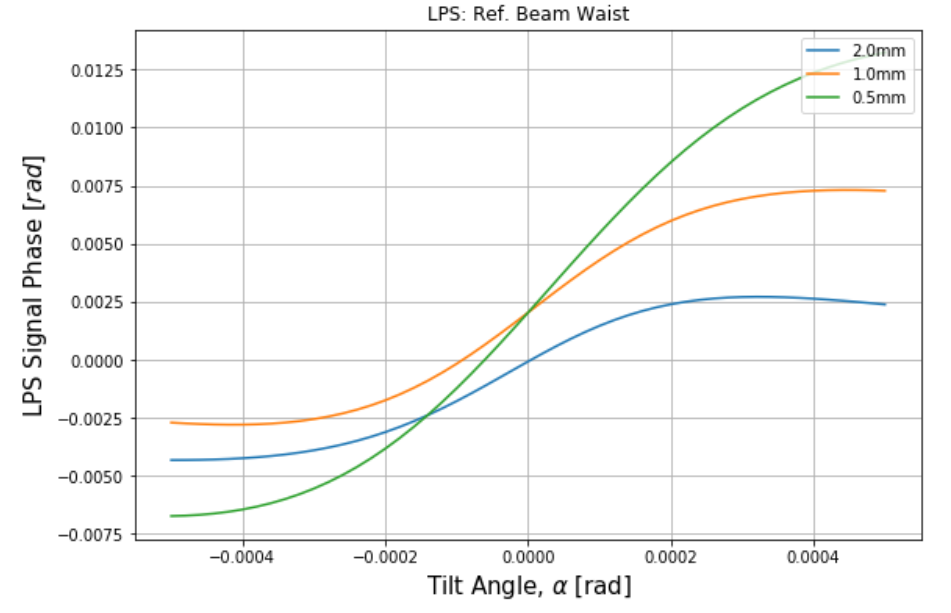 LPS: Ref. Beam Waist
LPS Signal Phase [rad]
0.0125
0.0100
0.0075
0.0050
0.0025
0.0000
−0.0025
−0.0050
−0.0075
2.0mm
1.0mm
0.5mm
−0.0004
−0.0002
0.0000
0.0002
0.0004
Tilt Angle, α [rad]